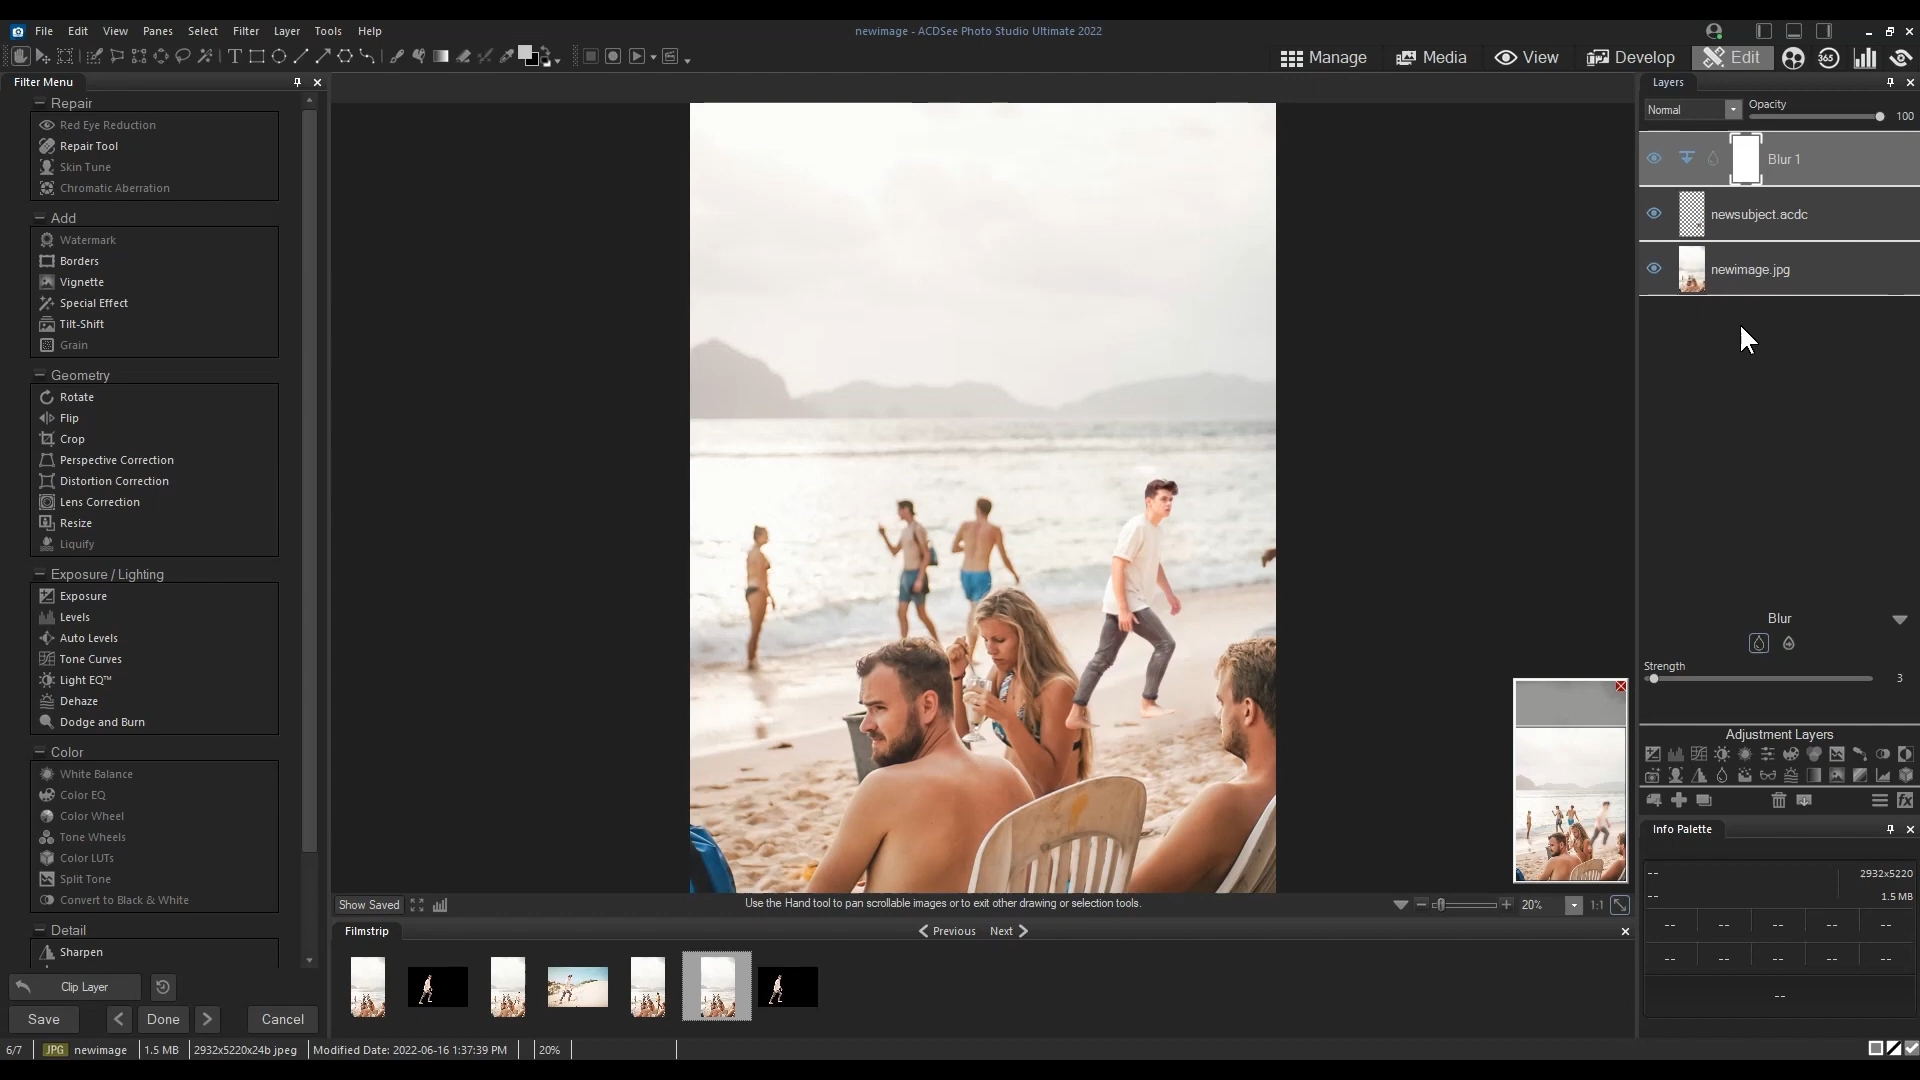 File Edit View Panes Select Filter Layer Tools Help
newimage - ACDSee Photo Studio Ultimate 2022
Manage Media View Develop Edit 365
Filter Menu
Repair
Red Eye Reduction
Repair Tool
Skin Tune
Chromatic Aberration
Add
Watermark
Borders
Vignette
Special Effect
Tilt-Shift
Grain
Geometry
Rotate
Flip
Crop
Perspective Correction
Distortion Correction
Lens Correction
Resize
Liquify
Exposure / Lighting
Exposure
Levels
Auto Levels
Tone Curves
Light EQ™
Dehaze
Dodge and Burn
Color
White Balance
Color EQ
Color Wheel
Tone Wheels
Color LUTs
Split Tone
Convert to Black & White
Detail
Sharpen
Clip Layer
Save Done Cancel
Show Saved
Use the Hand tool to pan scrollable images or to exit other drawing or selection tools.
20% 1:1
Filmstrip
Previous Next
Layers
Normal
Opacity
100
Blur 1
newsubject.acdc
newimage.jpg
Blur
Strength
3
Adjustment Layers
fx
Info Palette
-- 2932x5220
-- 1.5 MB
-- -- -- -- --
-- -- -- -- --
--
6/7 JPG newimage 1.5 MB 2932x5220x24b jpeg Modified Date: 2022-06-16 1:37:39 PM 20%